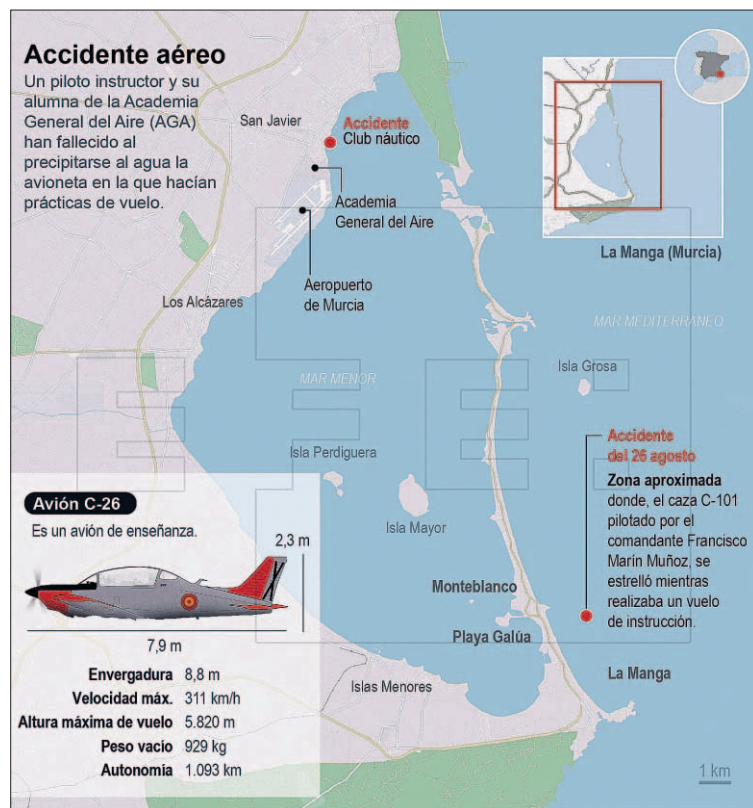 Accidente aéreo
Un piloto instructor y su
alumna de la Academia
General del Aire (AGA)
han fallecido al
precipitarse al agua la
avioneta en la que hacían
prácticas de vuelo.
San Javier
Accidente
Club náutico
Academia
General del Aire
Aeropuerto
de Murcia
Los Alcázares
La Manga (Murcia)
MAR MEDITERRÁNEO
MAR MENOR
Isla Grosa
Isla Perdiguera
Isla Mayor
Accidente
del 26 agosto
Zona aproximada
donde, el caza C-101
pilotado por el
comandante Francisco
Marín Muñoz, se
estrelló mientras
realizaba un vuelo
de instrucción.
Monteblanco
Playa Galúa
La Manga
Islas Menores
Avión C-26
Es un avión de enseñanza.
2,3 m
7,9 m
Envergadura 8,8 m
Velocidad máx. 311 km/h
Altura máxima de vuelo 5.820 m
Peso vacío 929 kg
Autonomía 1.093 km
1 km
EFE